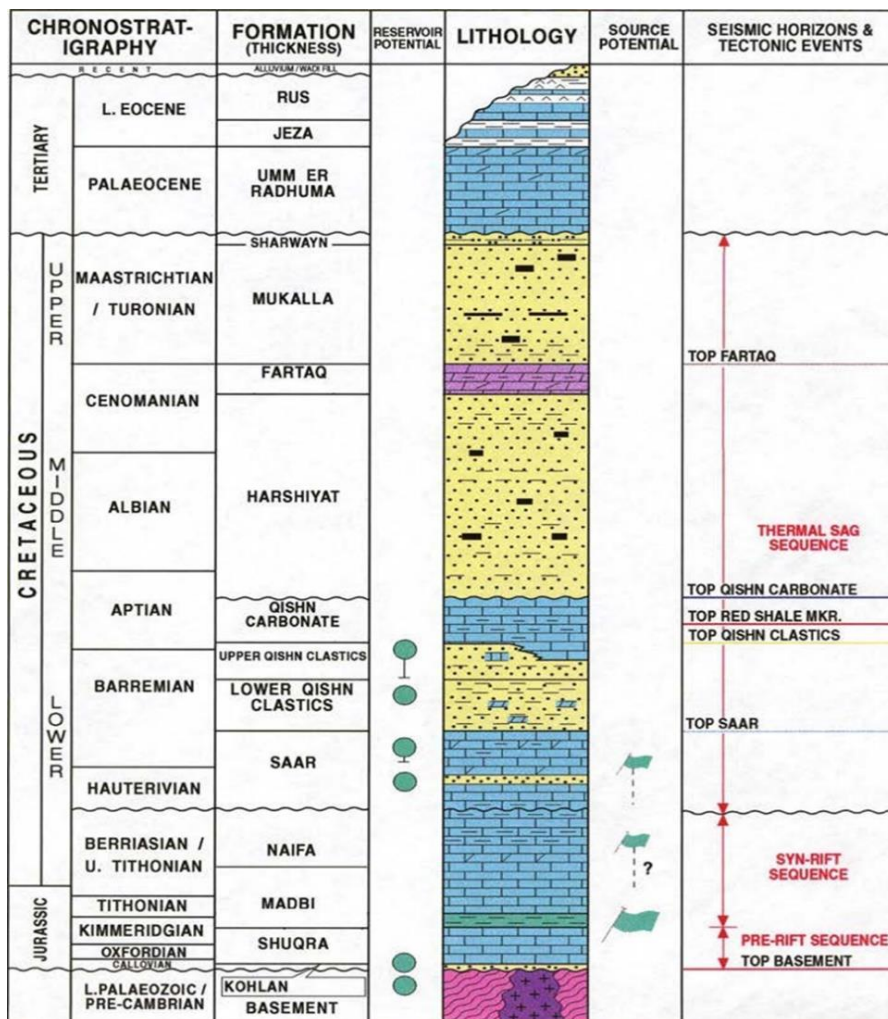 CHRONOSTRAT-
IGRAPHY
FORMATION
(THICKNESS)
RESERVOIR
POTENTIAL
LITHOLOGY
SOURCE
POTENTIAL
SEISMIC HORIZONS &
TECTONIC EVENTS
RECENT
ALLUVIUM / WADI FILL
TERTIARY
L. EOCENE
RUS
JEZA
PALAEOCENE
UMM ER
RADHUMA
CRETACEOUS
UPPER
SHARWAYN
MAASTRICHTIAN
/ TURONIAN
MUKALLA
TOP FARTAQ
FARTAQ
CENOMANIAN
MIDDLE
ALBIAN
HARSHIYAT
THERMAL SAG
SEQUENCE
APTIAN
TOP QISHN CARBONATE
QISHN
CARBONATE
TOP RED SHALE MKR.
TOP QISHN CLASTICS
LOWER
UPPER QISHN CLASTICS
BARREMIAN
LOWER QISHN
CLASTICS
TOP SAAR
SAAR
HAUTERIVIAN
BERRIASIAN /
U. TITHONIAN
NAIFA
?
SYN-RIFT
SEQUENCE
JURASSIC
TITHONIAN
MADBI
KIMMERIDGIAN
SHUQRA
PRE-RIFT SEQUENCE
OXFORDIAN
CALLOVIAN
TOP BASEMENT
L.PALAEOZOIC /
PRE-CAMBRIAN
KOHLAN
BASEMENT